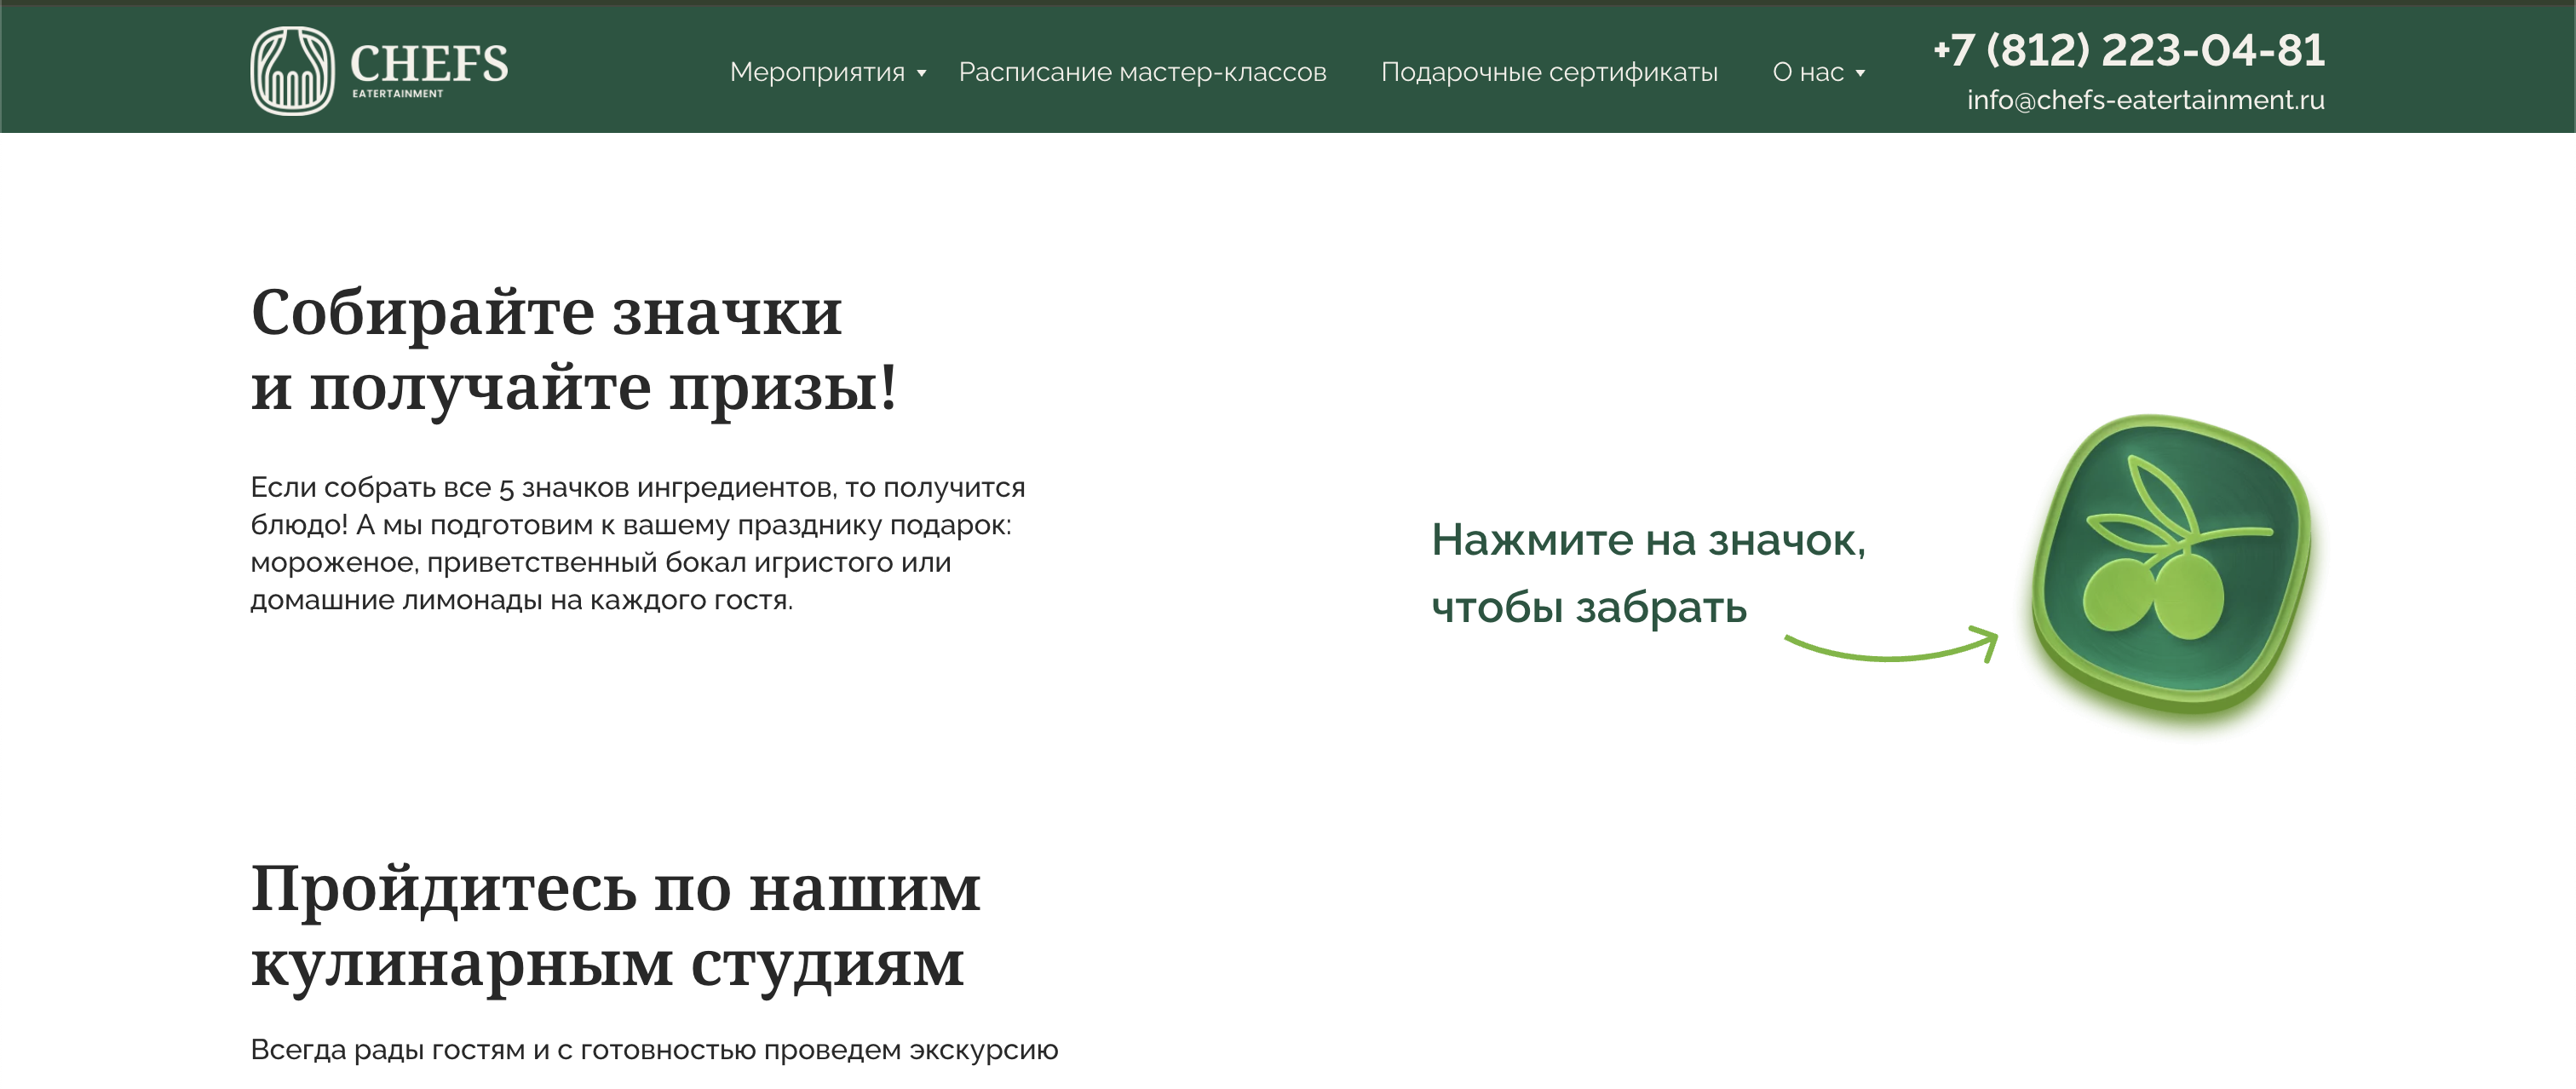 CHEFS
EATERTAINMENT
Мероприятия
Расписание мастер-классов
Подарочные сертификаты
О нас
+7 (812) 223-04-81
info@chefs-eatertainment.ru
Собирайте значки
и получайте призы!
Если собрать все 5 значков ингредиентов, то получится
блюдо! А мы подготовим к вашему празднику подарок:
мороженое, приветственный бокал игристого или
домашние лимонады на каждого гостя.
Нажмите на значок,
чтобы забрать
Пройдитесь по нашим
кулинарным студиям
Всегда рады гостям и с готовностью проведем экскурсию